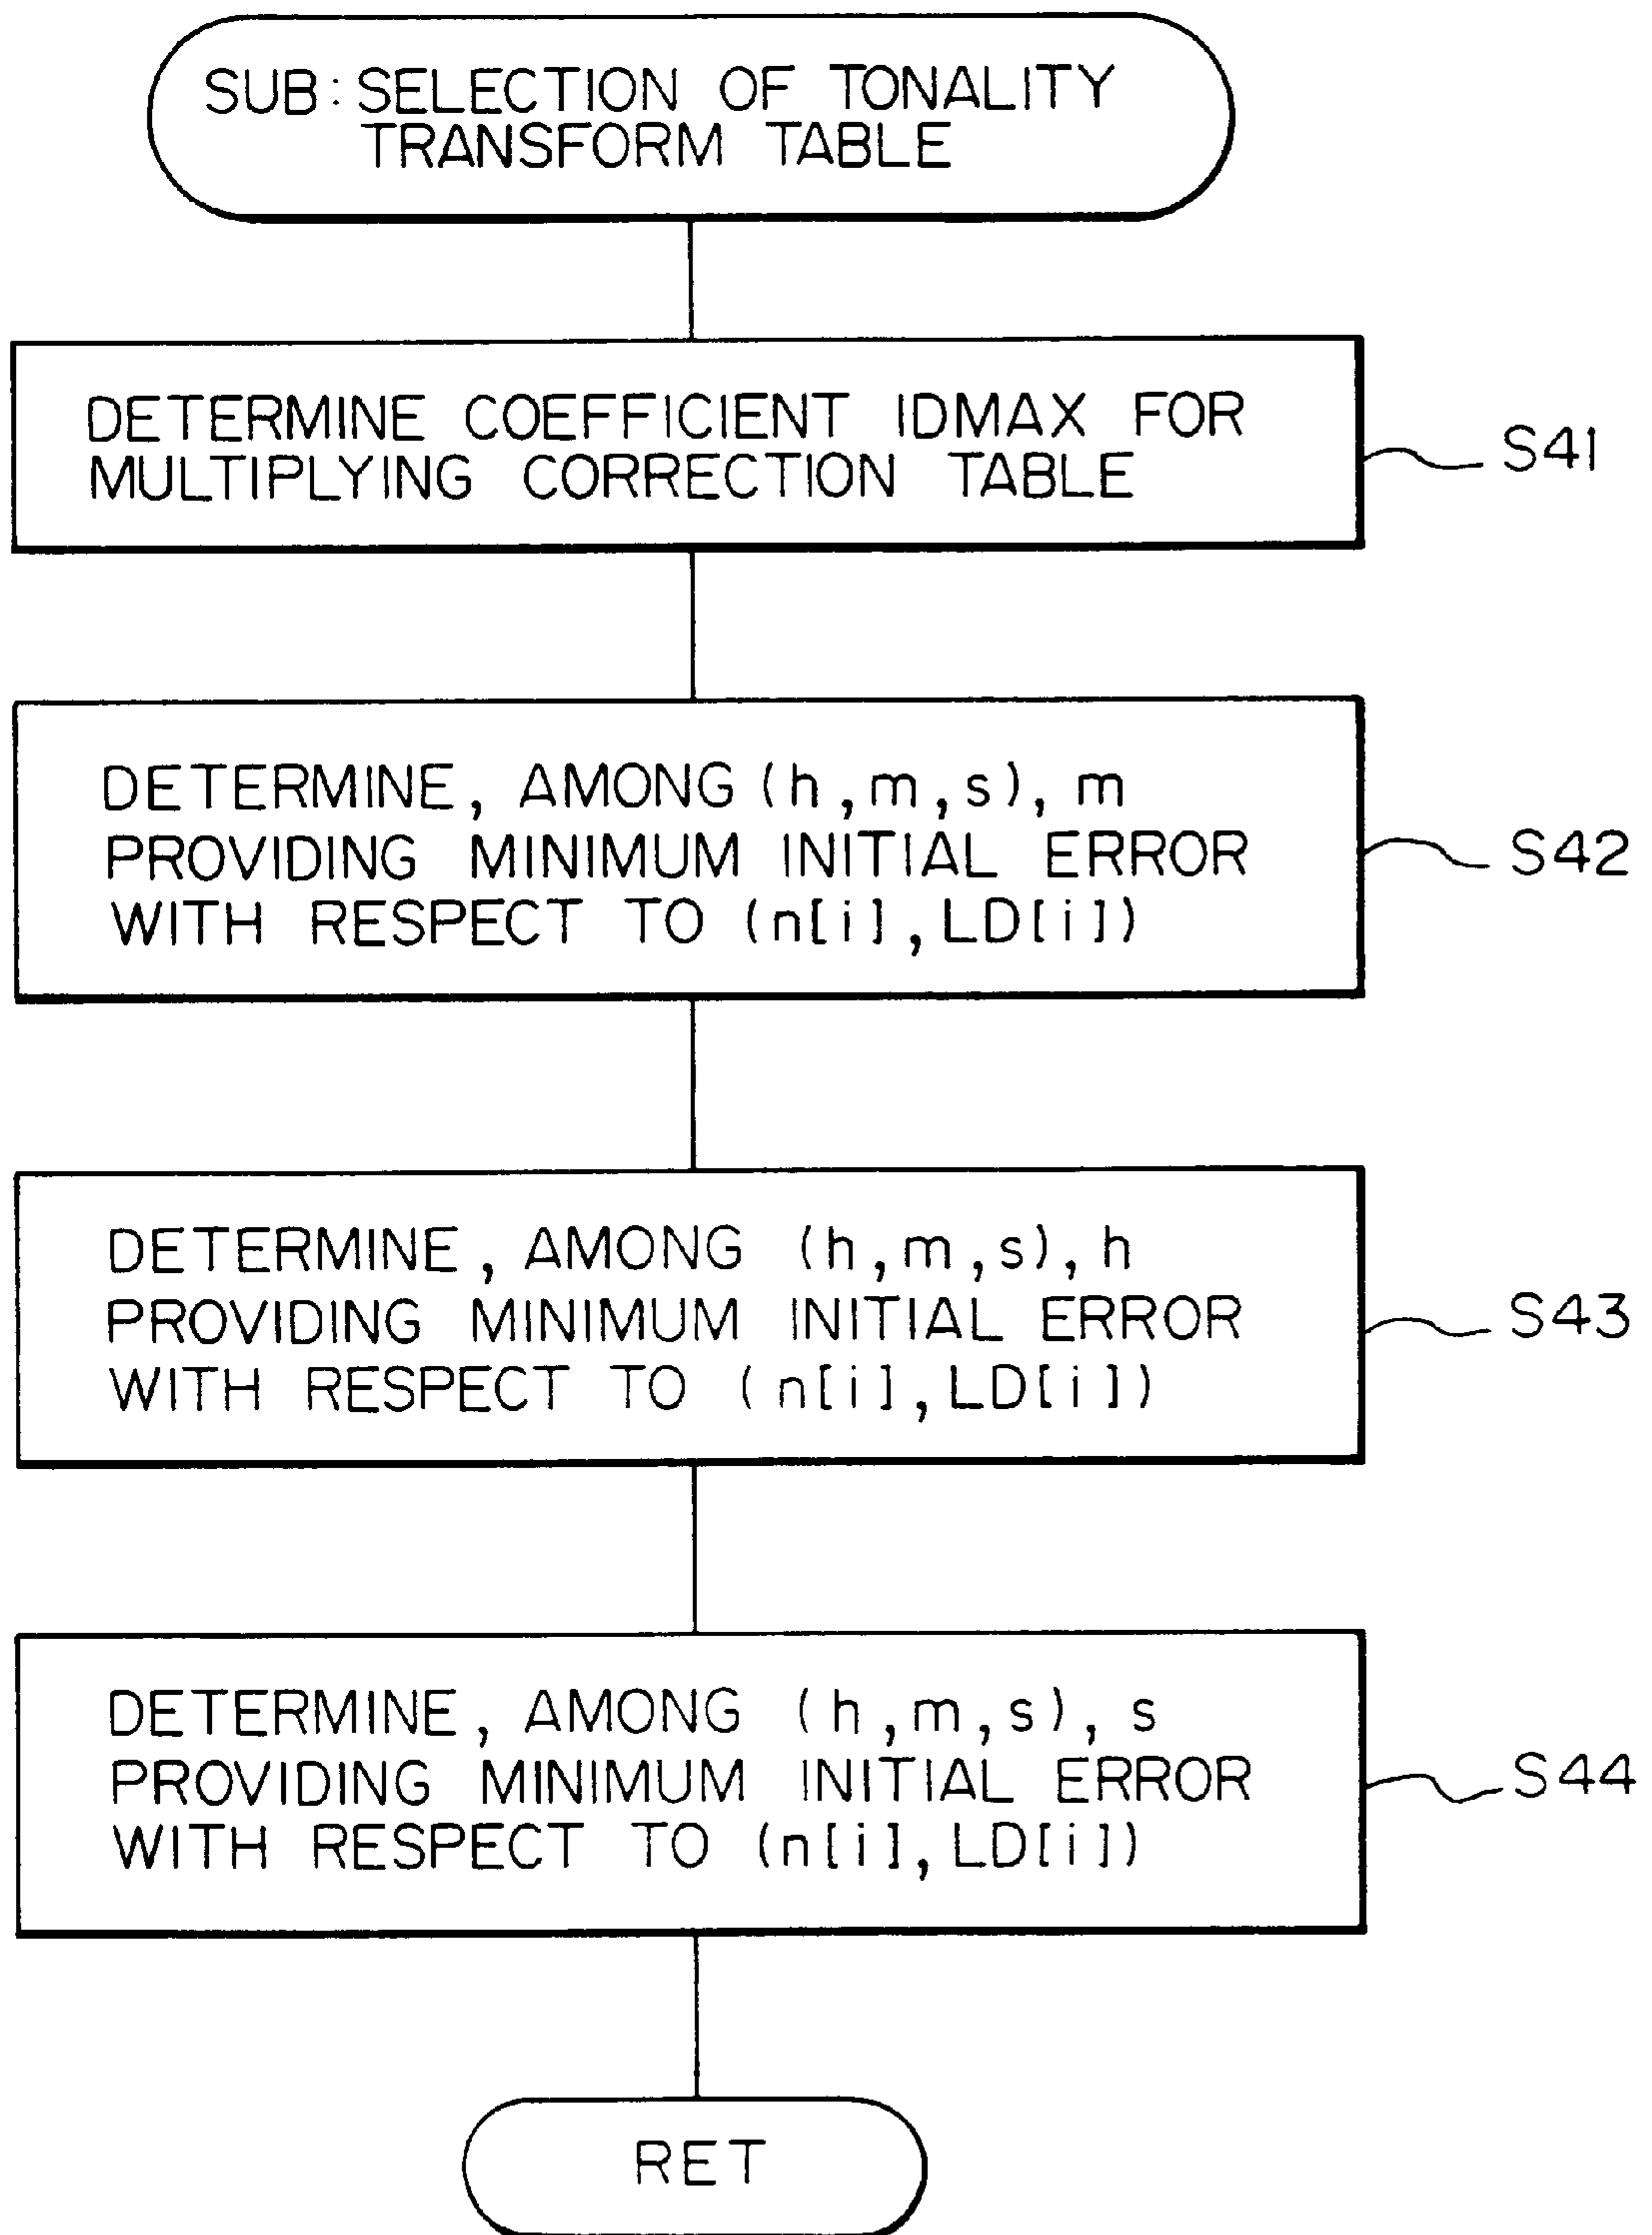 SUB: SELECTION OF TONALITY
TRANSFORM TABLE
DETERMINE COEFFICIENT IDMAX FOR
MULTIPLYING CORRECTION TABLE
S41
DETERMINE, AMONG (h,m,s), m
PROVIDING MINIMUM INITIAL ERROR
WITH RESPECT TO (n[i], LD[i])
S42
DETERMINE, AMONG (h,m,s), h
PROVIDING MINIMUM INITIAL ERROR
WITH RESPECT TO (n[i], LD[i])
S43
DETERMINE, AMONG (h,m,s), s
PROVIDING MINIMUM INITIAL ERROR
WITH RESPECT TO (n[i], LD[i])
S44
RET